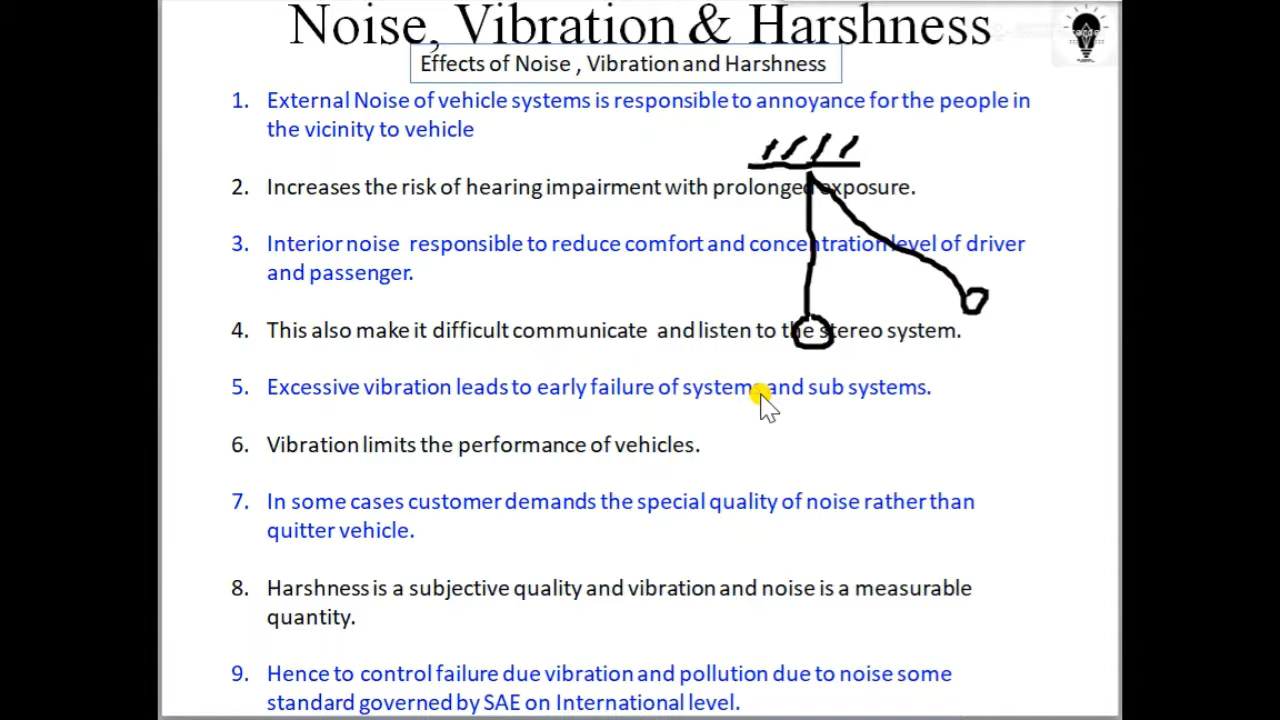 Noise, Vibration & Harshness
Effects of Noise , Vibration and Harshness
1. External Noise of vehicle systems is responsible to annoyance for the people in
the vicinity to vehicle
2. Increases the risk of hearing impairment with prolonged exposure.
3. Interior noise responsible to reduce comfort and concentration level of driver
and passenger.
4. This also make it difficult communicate and listen to the stereo system.
5. Excessive vibration leads to early failure of systems and sub systems.
6. Vibration limits the performance of vehicles.
7. In some cases customer demands the special quality of noise rather than
quitter vehicle.
8. Harshness is a subjective quality and vibration and noise is a measurable
quantity.
9. Hence to control failure due vibration and pollution due to noise some
standard governed by SAE on International level.